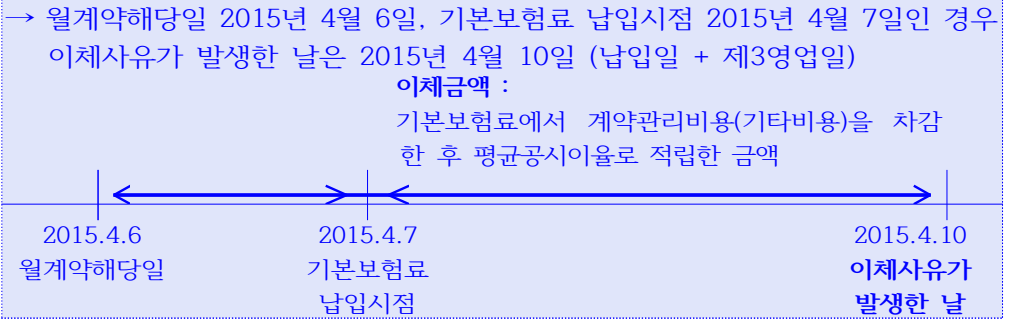 → 월계약해당일 2015년 4월 6일, 기본보험료 납입시점 2015년 4월 7일인 경우
이체사유가 발생한 날은 2015년 4월 10일 (납입일 + 제3영업일)
이체금액 :
기본보험료에서 계약관리비용(기타비용)을 차감
한 후 평균공시이율로 적립한 금액
2015.4.6 2015.4.7 2015.4.10
월계약해당일 기본보험료 이체사유가
납입시점 발생한 날